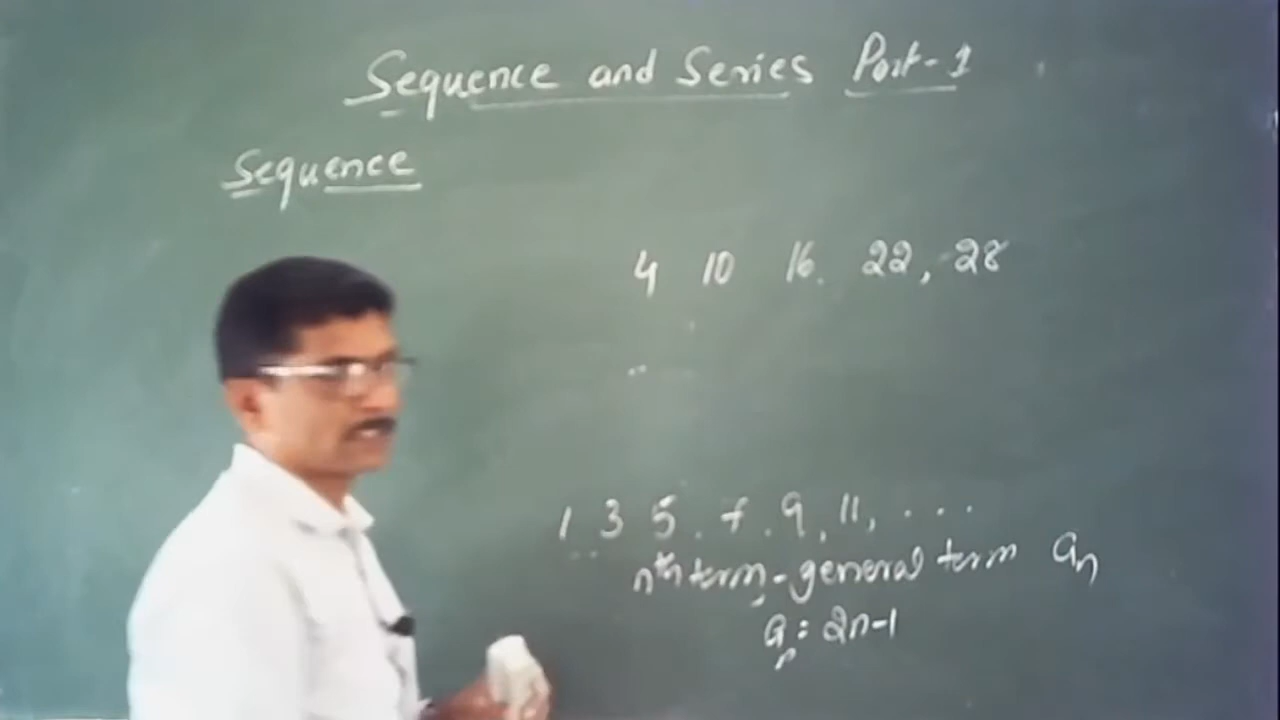 Sequence and Series Part-1
Sequence
4 10 16. 22, 28
1 3 5. 7. 9, 11, . . .
nth term - general term an
an = 2n-1